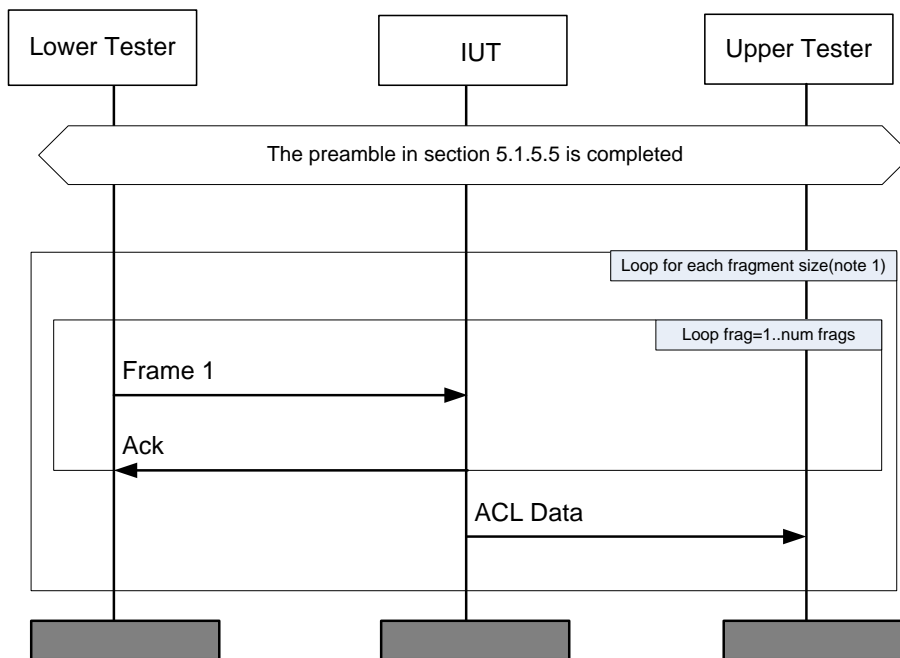 Lower Tester
IUT
Upper Tester
The preamble in section 5.1.5.5 is completed
Loop for each fragment size(note 1)
Loop frag=1..num frags
Frame 1
Ack
ACL Data